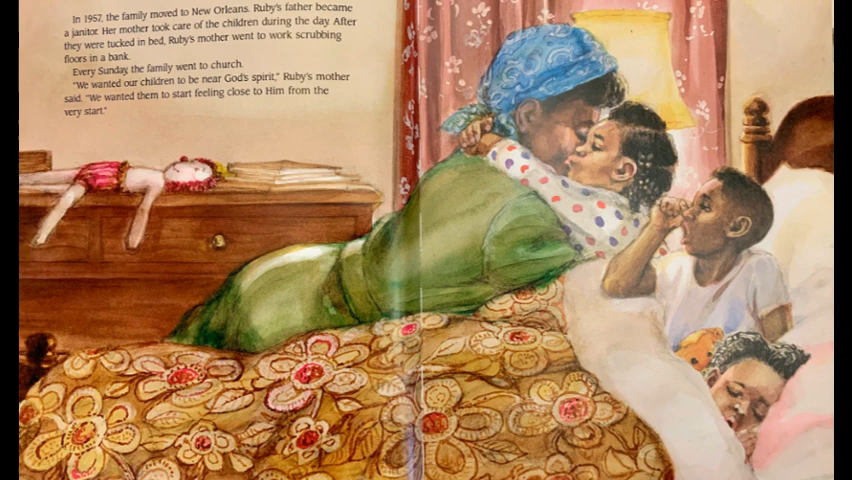 In 1957, the family moved to New Orleans. Ruby's father became
a janitor. Her mother took care of the children during the day. After
they were tucked in bed, Ruby's mother went to work scrubbing
floors in a bank.
Every Sunday, the family went to church.
"We wanted our children to be near God's spirit," Ruby's mother
said. "We wanted them to start feeling close to Him from the
very start."